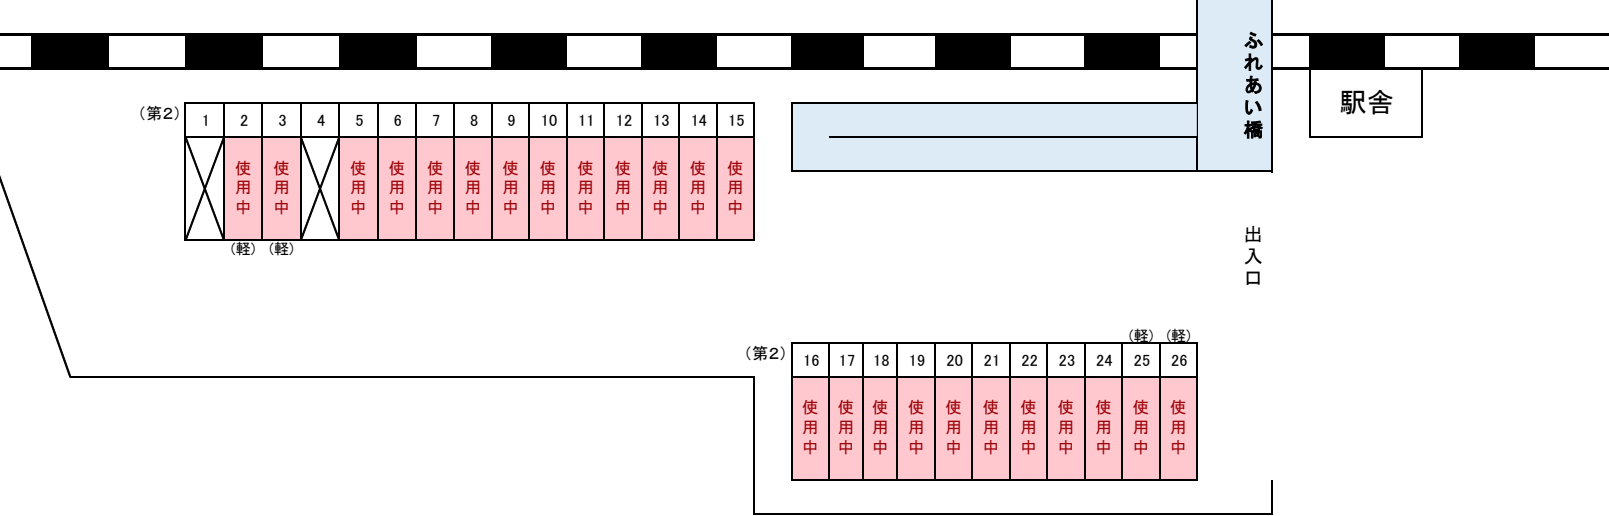 ふれあい橋
駅舎
（第２） 1 2 3 4 5 6 7 8 9 10 11 12 13 14 15
使用中 使用中 使用中 使用中 使用中 使用中 使用中 使用中 使用中 使用中 使用中 使用中 使用中
（軽） （軽）
出入口
（軽） （軽）
（第２） 16 17 18 19 20 21 22 23 24 25 26
使用中 使用中 使用中 使用中 使用中 使用中 使用中 使用中 使用中 使用中 使用中